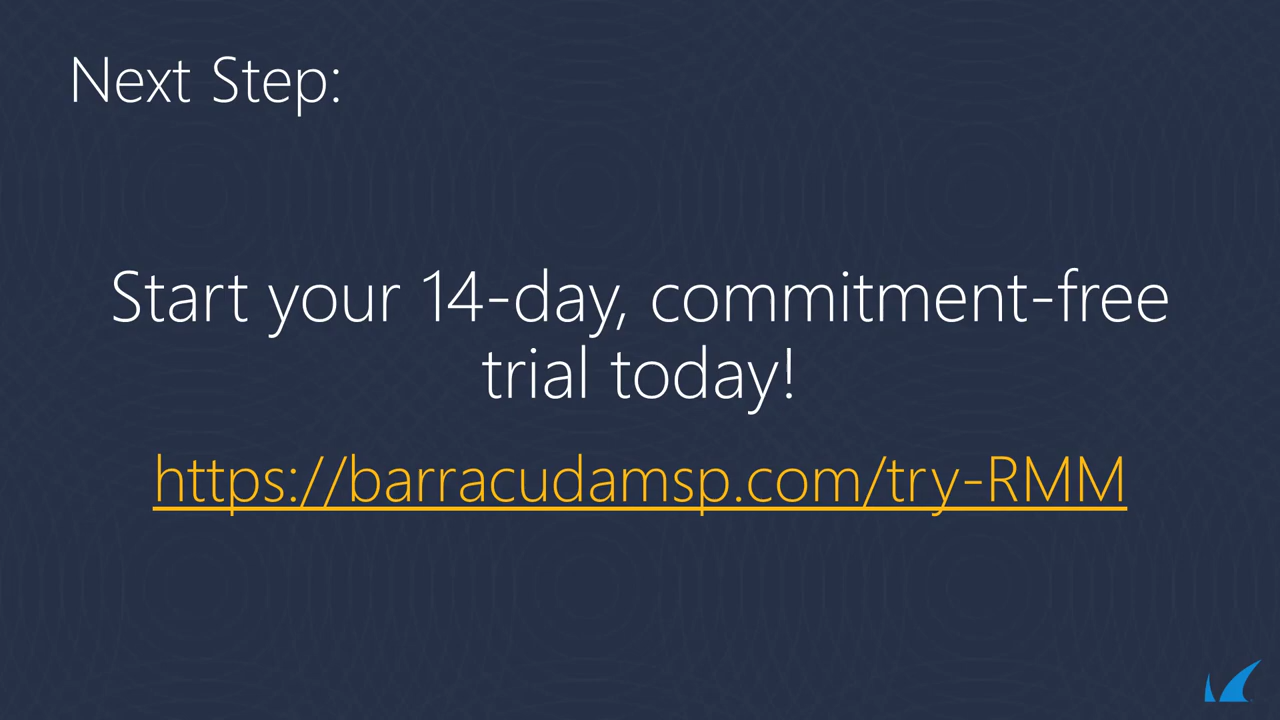 Next Step:
Start your 14-day, commitment-free
trial today!
https://barracudamsp.com/try-RMM